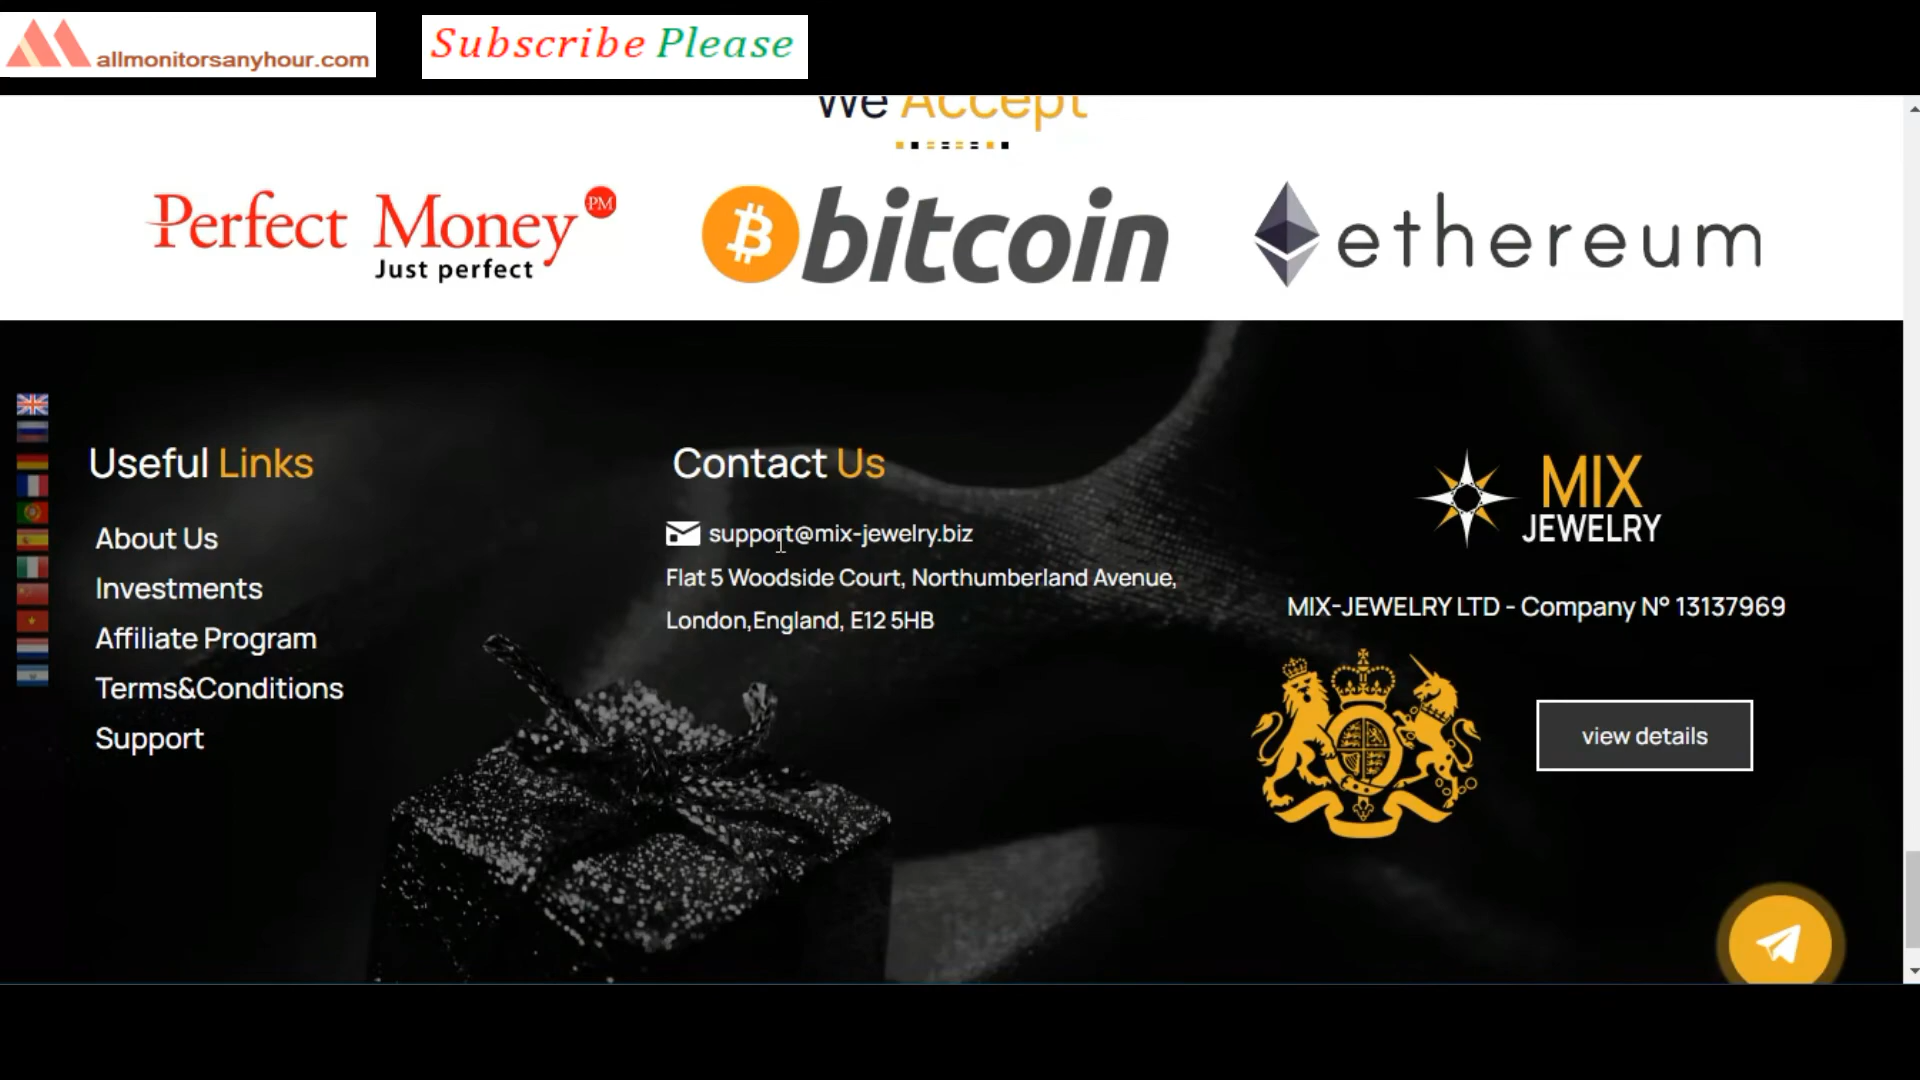 allmonitorsanyhour.com
Subscribe Please
We Accept
Perfect Money PM
Just perfect
bitcoin
ethereum
Useful Links
About Us
Investments
Affiliate Program
Terms&Conditions
Support
Contact Us
support@mix-jewelry.biz
Flat 5 Woodside Court, Northumberland Avenue,
London,England, E12 5HB
MIX
JEWELRY
MIX-JEWELRY LTD - Company N° 13137969
view details